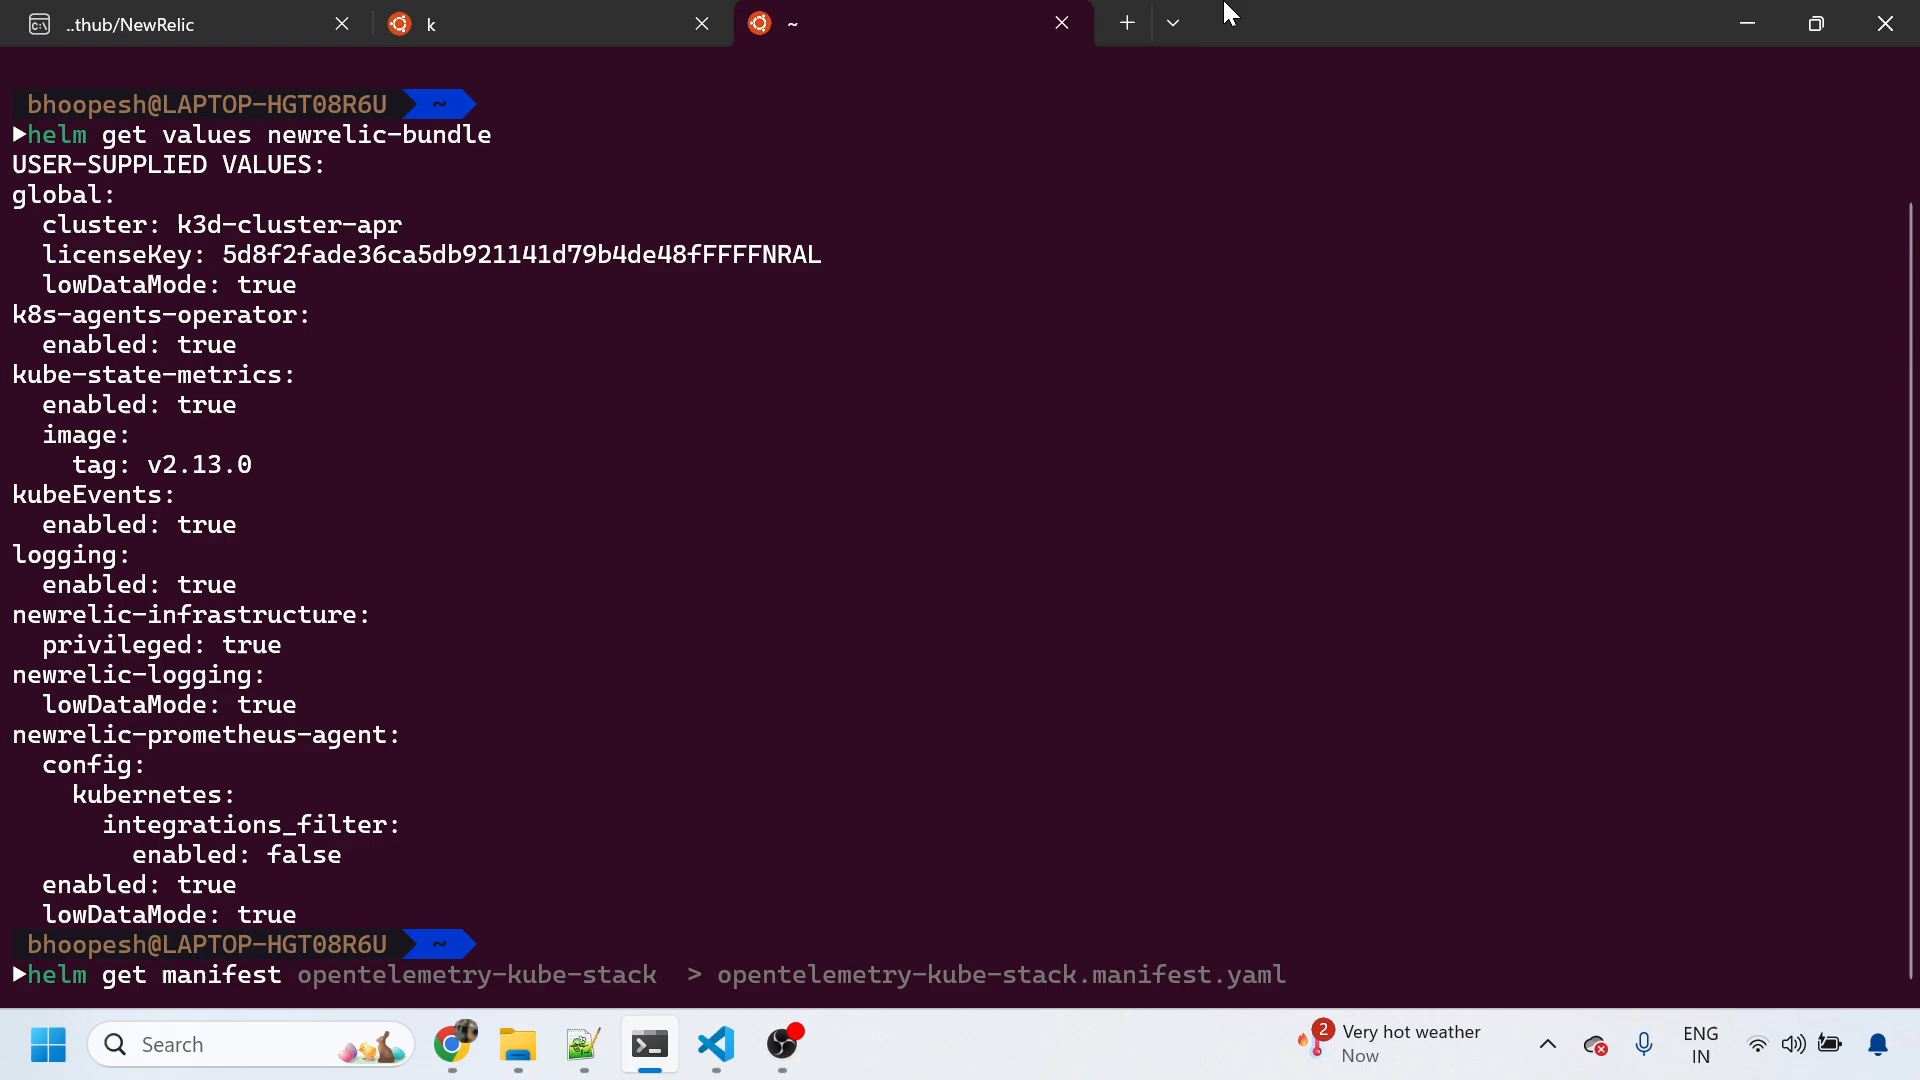 ..thub/NewRelic
k
~
bhoopesh@LAPTOP-HGT08R6U ~
▶helm get values newrelic-bundle
USER-SUPPLIED VALUES:
global:
  cluster: k3d-cluster-apr
  licenseKey: 5d8f2fade36ca5db921141d79b4de48fFFFFNRAL
  lowDataMode: true
k8s-agents-operator:
  enabled: true
kube-state-metrics:
  enabled: true
  image:
    tag: v2.13.0
kubeEvents:
  enabled: true
logging:
  enabled: true
newrelic-infrastructure:
  privileged: true
newrelic-logging:
  lowDataMode: true
newrelic-prometheus-agent:
  config:
    kubernetes:
      integrations_filter:
        enabled: false
  enabled: true
  lowDataMode: true
bhoopesh@LAPTOP-HGT08R6U ~
▶helm get manifest opentelemetry-kube-stack  > opentelemetry-kube-stack.manifest.yaml
Search
2
Very hot weather
Now
ENG
IN